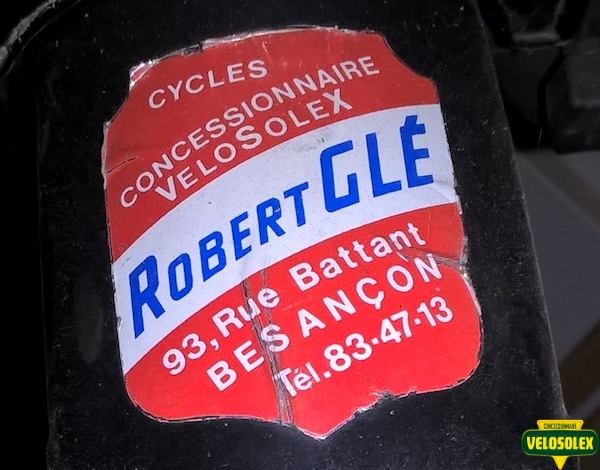 CYCLES
CONCESSIONNAIRE
VELOSOLEX
ROBERT GLÉ
93, Rue Battant
BESANÇON
Tél. 83-47-13
CONCESSIONNAIRE
VELOSOLEX